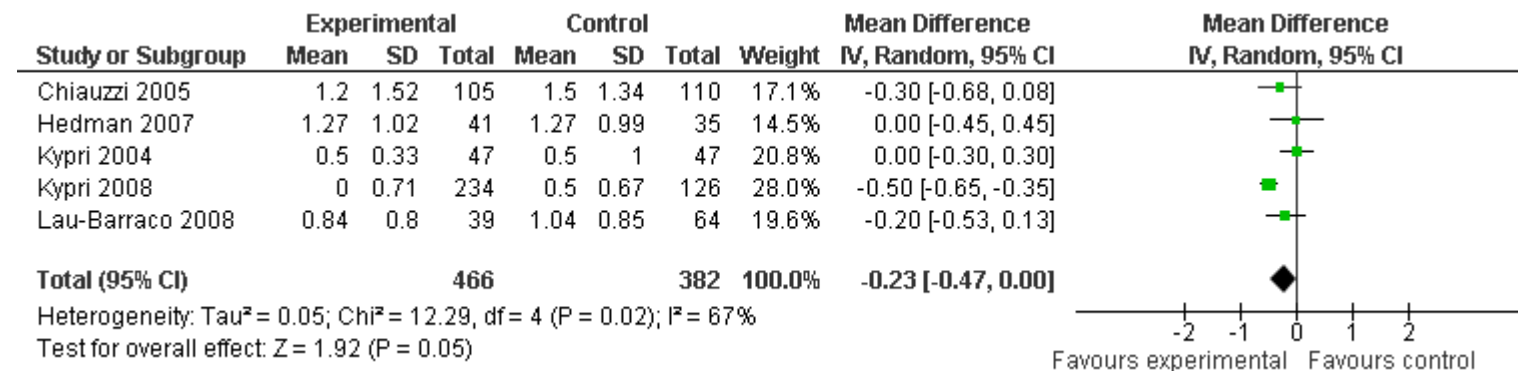 Experimental Control Mean Difference Mean Difference
Study or Subgroup Mean SD Total Mean SD Total Weight IV, Random, 95% CI IV, Random, 95% CI
Chiauzzi 2005 1.2 1.52 105 1.5 1.34 110 17.1% -0.30 [-0.68, 0.08]
Hedman 2007 1.27 1.02 41 1.27 0.99 35 14.5% 0.00 [-0.45, 0.45]
Kypri 2004 0.5 0.33 47 0.5 1 47 20.8% 0.00 [-0.30, 0.30]
Kypri 2008 0 0.71 234 0.5 0.67 126 28.0% -0.50 [-0.65, -0.35]
Lau-Barraco 2008 0.84 0.8 39 1.04 0.85 64 19.6% -0.20 [-0.53, 0.13]
Total (95% CI) 466 382 100.0% -0.23 [-0.47, 0.00]
Heterogeneity: Tau² = 0.05; Chi² = 12.29, df = 4 (P = 0.02); I² = 67%
Test for overall effect: Z = 1.92 (P = 0.05)
-2 -1 0 1 2
Favours experimental Favours control